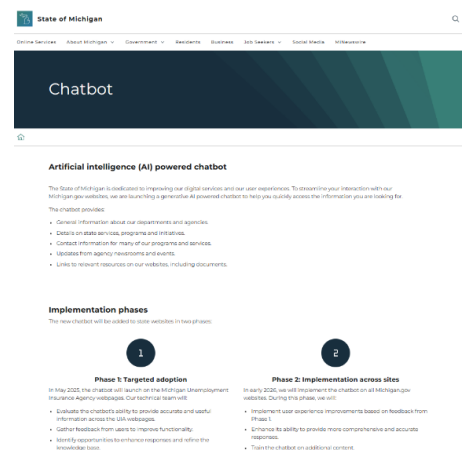 State of Michigan
Online Services About Michigan Government Residents Business Job Seekers Social Media MiNewswire
Chatbot
Artificial intelligence (AI) powered chatbot
The State of Michigan is dedicated to improving our digital services and our user experiences. To streamline your interaction with our
Michigan.gov websites, we are launching a generative AI powered chatbot to help you quickly access the information you are looking for.
The chatbot provides:
• General information about our departments and agencies.
• Details on state services, programs and initiatives.
• Contact information for many of our programs and services.
• Updates from agency newsrooms and events.
• Links to relevant resources on our websites, including documents.
Implementation phases
The new chatbot will be added to state websites in two phases:
1
2
Phase 1: Targeted adoption
In May 2025, the chatbot will launch on the Michigan Unemployment
Insurance Agency webpages. Our technical team will:
• Evaluate the chatbot's ability to provide accurate and useful
information across the UIA webpages.
• Gather feedback from users to improve functionality.
• Identify opportunities to enhance responses and refine the
knowledge base.
Phase 2: Implementation across sites
In early 2026, we will implement the chatbot on all Michigan.gov
websites. During this phase, we will:
• Implement user experience improvements based on feedback from
Phase 1.
• Enhance its ability to provide more comprehensive and accurate
responses.
• Train the chatbot on additional content.